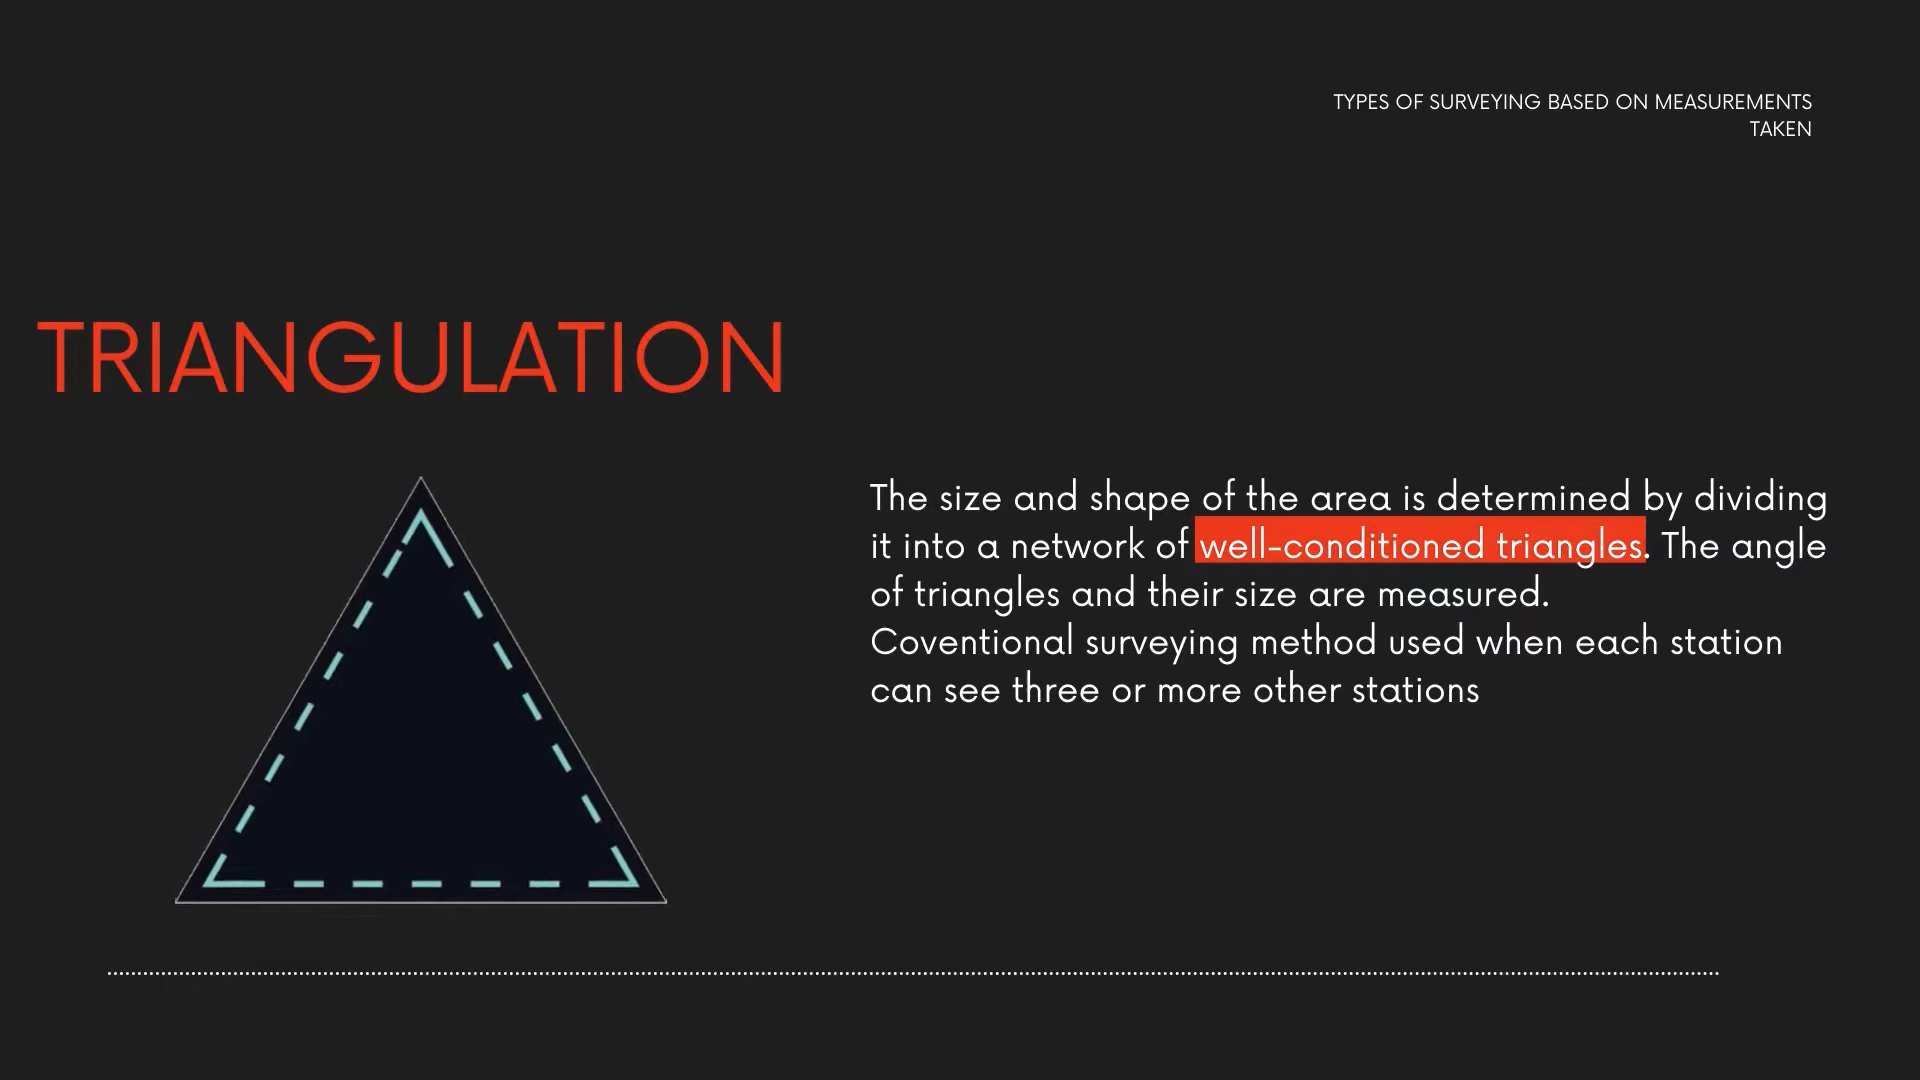 TYPES OF SURVEYING BASED ON MEASUREMENTS
TAKEN
TRIANGULATION
The size and shape of the area is determined by dividing
it into a network of well-conditioned triangles. The angle
of triangles and their size are measured.
Coventional surveying method used when each station
can see three or more other stations